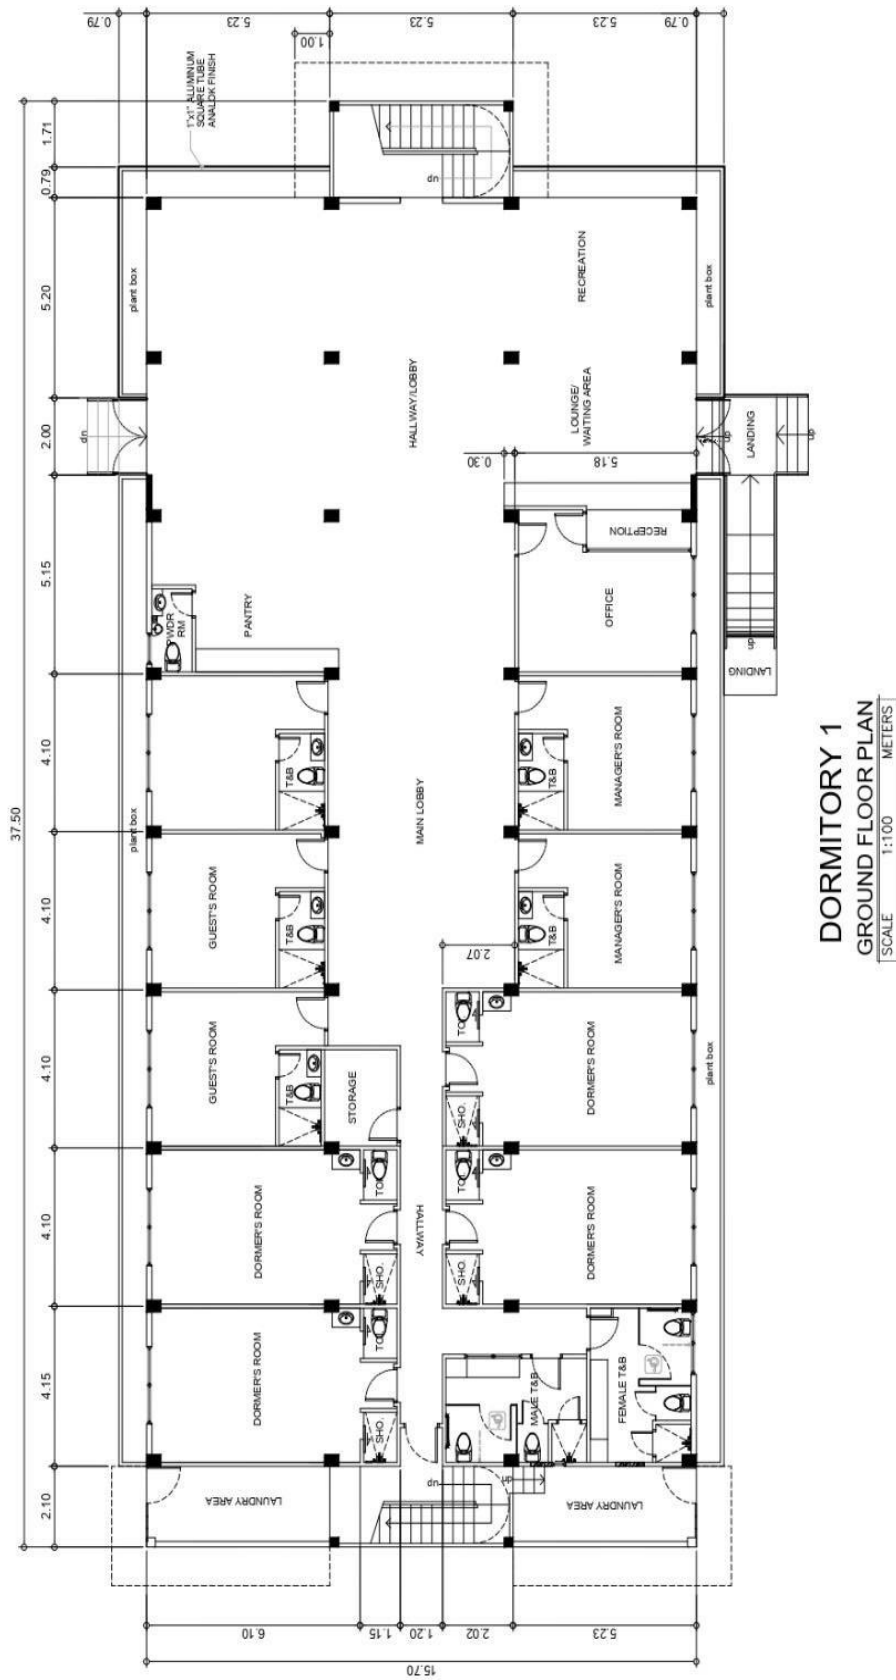 0.79
5.23
5.23
5.23
0.79
1.00
1"x1" ALUMINUM
SQUARE TUBE
ANALOK FINISH
37.50
1.71
0.79
5.20
2.00
5.15
4.10
4.10
4.10
4.10
4.15
2.10
up
plant box
RECREATION
plant box
HALLWAY/LOBBY
LOUNGE/
WAITING AREA
dn
up
LANDING
up
0.30
5.18
RECEPTION
PWDR
RM
PANTRY
OFFICE
up
LANDING
T&B
T&B
MANAGER'S ROOM
plant box
MAIN LOBBY
GUEST'S ROOM
T&B
T&B
MANAGER'S ROOM
2.07
GUEST'S ROOM
T&B
STORAGE
TO.
SHO.
DORMER'S ROOM
plant box
DORMER'S ROOM
TO.
SHO.
HALLWAY
TO.
SHO.
DORMER'S ROOM
DORMER'S ROOM
TO.
SHO.
MALE T&B
FEMALE T&B
LAUNDRY AREA
up
dn
LAUNDRY AREA
6.10
1.15
1.20
2.02
5.23
15.70
DORMITORY 1
GROUND FLOOR PLAN
SCALE 1:100 METERS